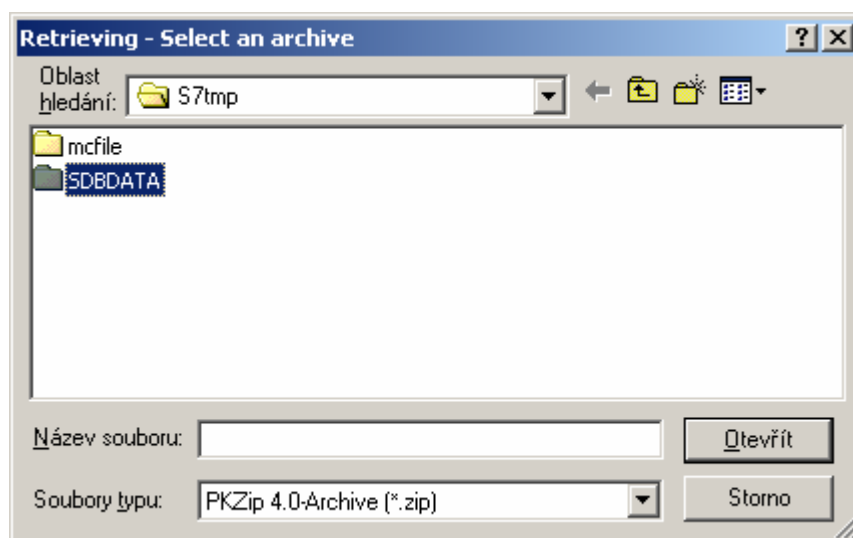 Retrieving - Select an archive
Oblast
hledání: S7tmp
mcfile
SDBDATA
Název souboru:
Otevřít
Soubory typu: PKZip 4.0-Archive (*.zip)
Storno